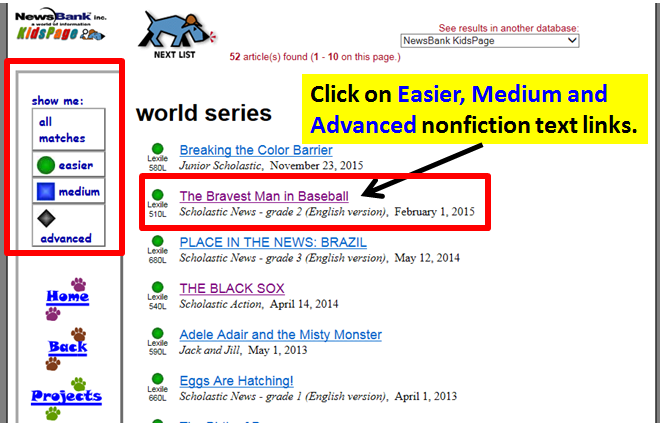 NewsBank inc.
a world of information
KidsPage
NEXT LIST
See results in another database:
NewsBank KidsPage
52 article(s) found (1 - 10 on this page.)
show me:
all
matches
easier
medium
advanced
Home
Back
Projects
world series
Click on Easier, Medium and
Advanced nonfiction text links.
Breaking the Color Barrier
Lexile
560L
Junior Scholastic, November 23, 2015
The Bravest Man in Baseball
Lexile
510L
Scholastic News - grade 2 (English version), February 1, 2015
PLACE IN THE NEWS: BRAZIL
Lexile
680L
Scholastic News - grade 3 (English version), May 12, 2014
THE BLACK SOX
Lexile
540L
Scholastic Action, April 14, 2014
Adele Adair and the Misty Monster
Lexile
590L
Jack and Jill, May 1, 2013
Eggs Are Hatching!
Lexile
660L
Scholastic News - grade 1 (English version), April 1, 2013